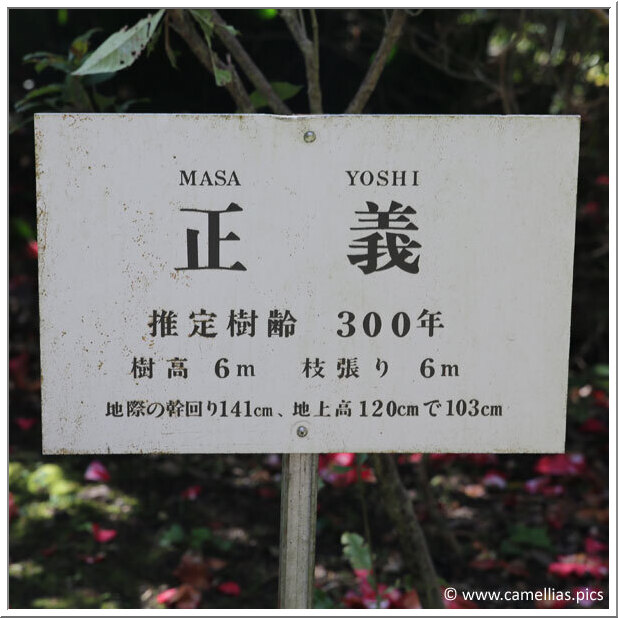 MASA YOSHI
正 義
推定樹齢 300年
樹高 6m 枝張り 6m
地際の幹回り141cm、地上高120cmで103cm
© www.camellias.pics